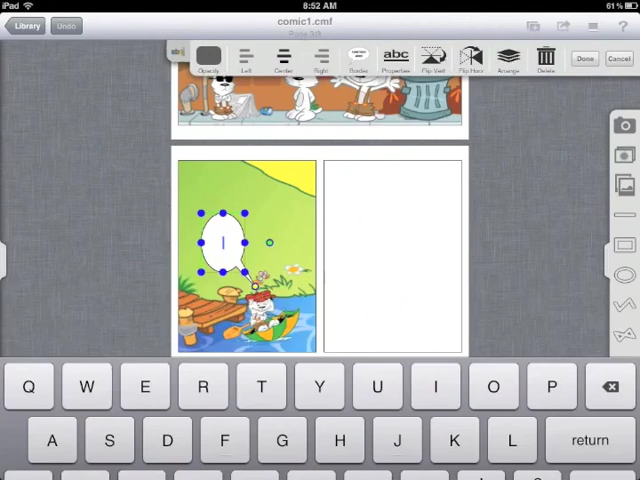 iPad 8:52 AM 61%
Library Undo comic1.cmf
abc Opacity Left Center Right Border abc Properties Flip Vert Flip Horiz Arrange Delete Done Cancel
Q W E R T Y U I O P
A S D F G H J K L return